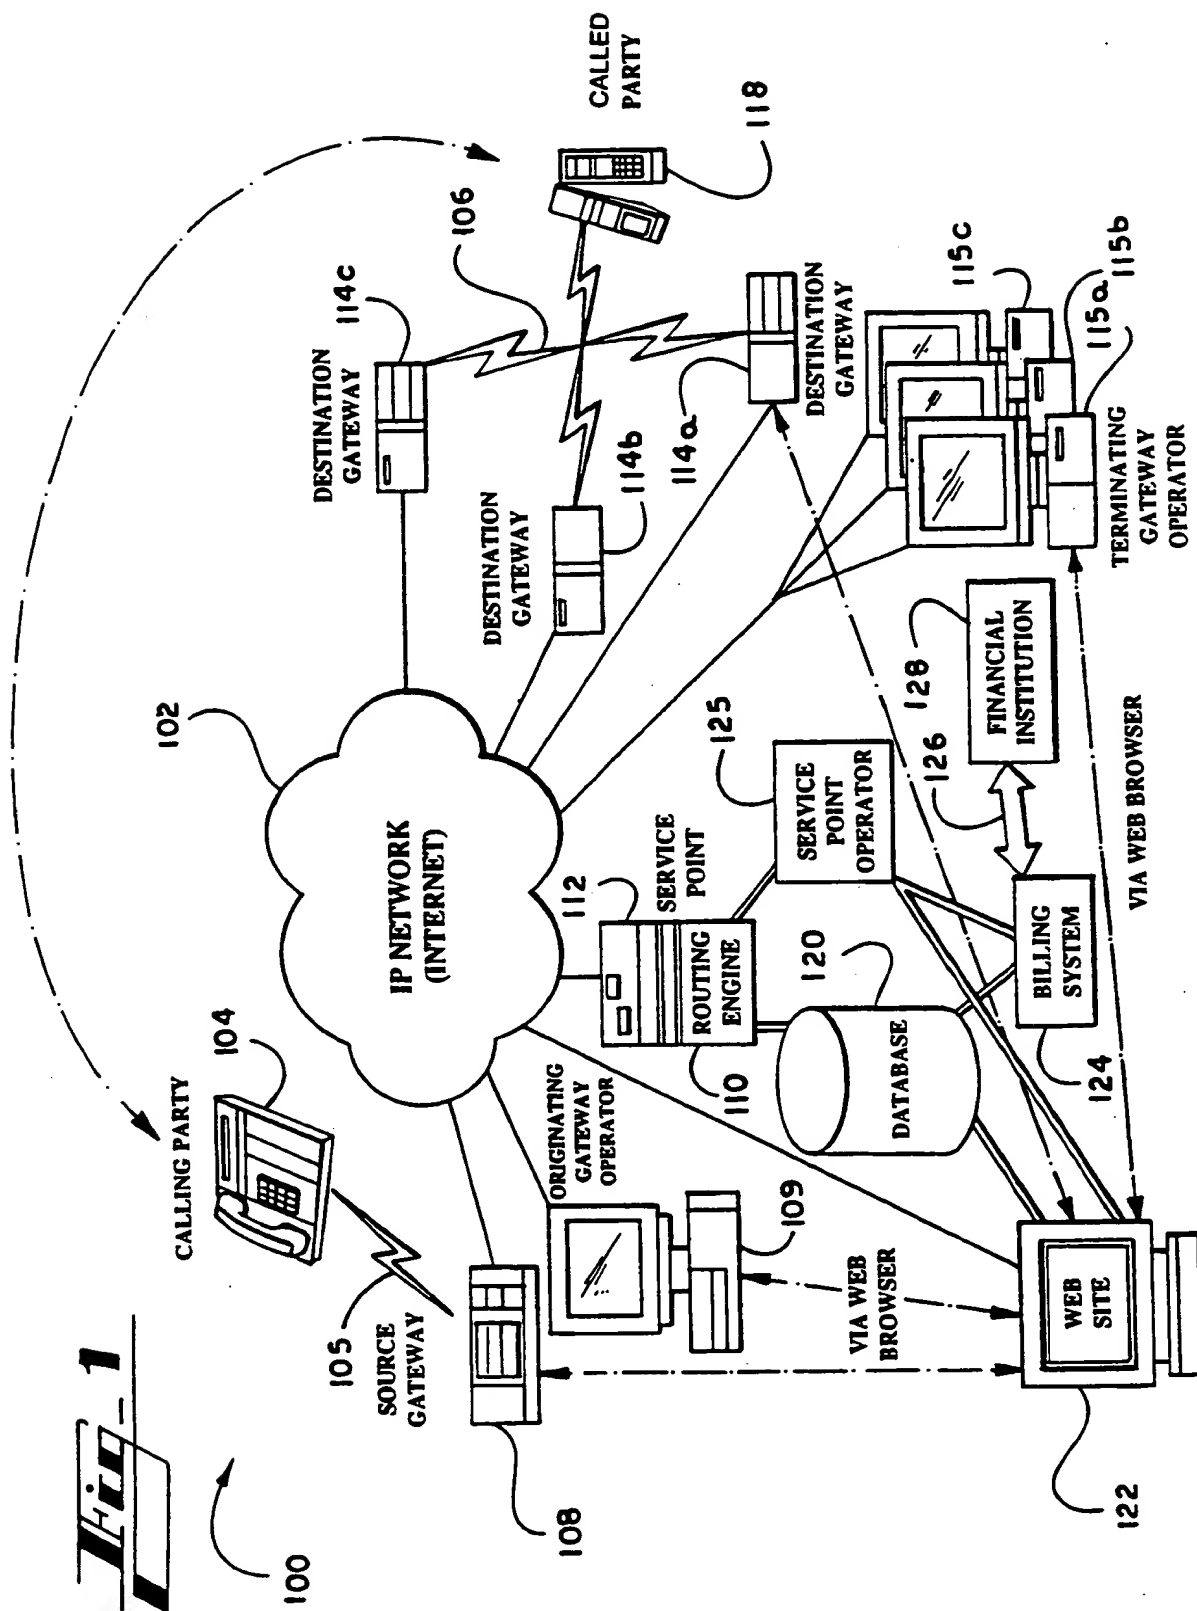 Fig_1
100
CALLING PARTY
104
105
SOURCE
GATEWAY
108
102
IP NETWORK
(INTERNET)
ORIGINATING
GATEWAY
OPERATOR
109
VIA WEB
BROWSER
WEB
SITE
122
112
SERVICE
POINT
ROUTING
ENGINE
110
DATABASE
120
SERVICE
POINT
OPERATOR
125
BILLING
SYSTEM
124
126
FINANCIAL
INSTITUTION
128
VIA WEB BROWSER
DESTINATION
GATEWAY
114c
DESTINATION
GATEWAY
114b
106
CALLED
PARTY
118
DESTINATION
GATEWAY
114a
TERMINATING
GATEWAY
OPERATOR
115a
115b
115c